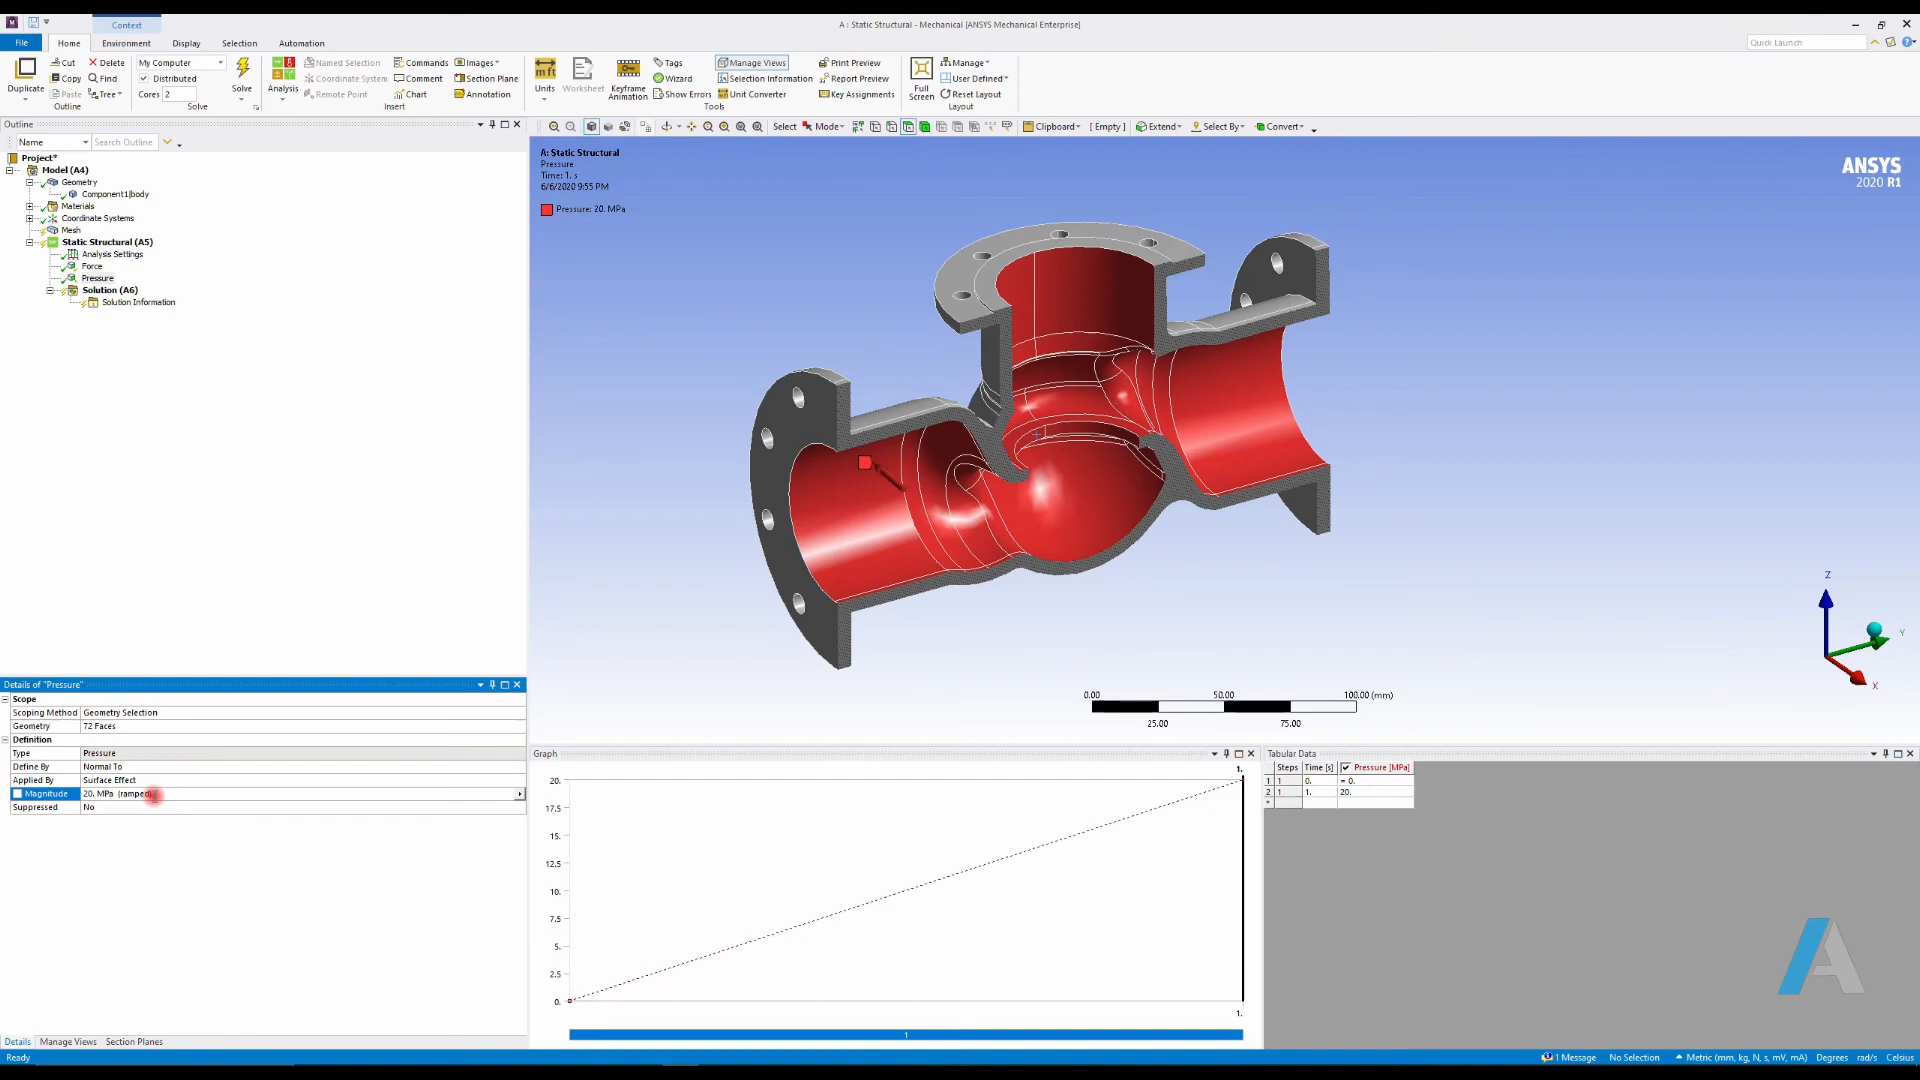 Context
A : Static Structural - Mechanical [ANSYS Mechanical Enterprise]
File Home Environment Display Selection Automation
Quick Launch
Duplicate
Cut
Copy
Paste
Delete
Find
Tree
Outline
My Computer
Distributed
Cores 2
Solve
Solve
Analysis
Named Selection
Coordinate System
Remote Point
Commands
Comment
Chart
Images
Section Plane
Annotation
Insert
Units
Worksheet
Keyframe
Animation
Tags
Wizard
Show Errors
Manage Views
Selection Information
Unit Converter
Print Preview
Report Preview
Key Assignments
Tools
Full
Screen
Manage
User Defined
Reset Layout
Layout
Outline
Select Mode Clipboard [ Empty ] Extend Select By Convert
Name Search Outline
Project*
Model (A4)
Geometry
Component1|body
Materials
Coordinate Systems
Mesh
Static Structural (A5)
Analysis Settings
Force
Pressure
Solution (A6)
Solution Information
A: Static Structural
Pressure
Time: 1. s
6/6/2020 9:55 PM
Pressure: 20. MPa
ANSYS
2020 R1
Z
Y
X
0.00 50.00 100.00 (mm)
25.00 75.00
Details of "Pressure"
Scope
Scoping Method Geometry Selection
Geometry 72 Faces
Definition
Type Pressure
Define By Normal To
Applied By Surface Effect
Magnitude 20. MPa (ramped)
Suppressed No
Details Manage Views Section Planes
Graph
1.
20.
17.5
15.
12.5
10.
7.5
5.
2.5
0.
1.
1
Tabular Data
Steps Time [s] Pressure [MPa]
1 1 0. = 0.
2 1 1. 20.
*
Ready
1 Message No Selection Metric (mm, kg, N, s, mV, mA) Degrees rad/s Celsius